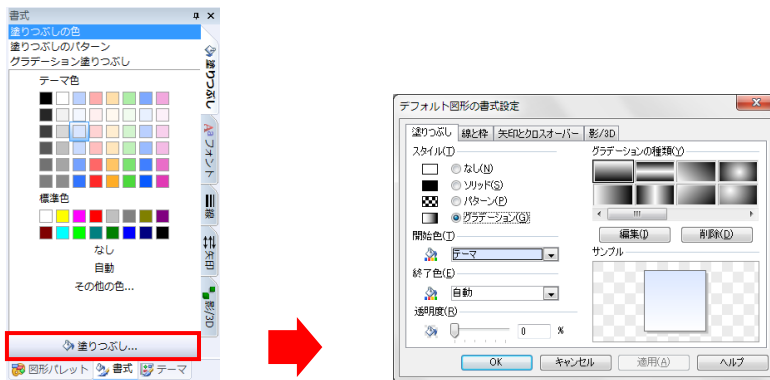 書式
塗りつぶしの色
塗りつぶしのパターン
グラデーション塗りつぶし
テーマ色
標準色
なし
自動
その他の色...
塗りつぶし...
図形パレット 書式 テーマ
塗りつぶし
フォント
線
矢印
影/3D
デフォルト図形の書式設定
塗りつぶし 線と枠 矢印とクロスオーバー 影/3D
スタイル(T)
なし(N)
ソリッド(S)
パターン(P)
グラデーション(G)
開始色(T)
テーマ
終了色(E)
自動
透明度(R)
0 %
グラデーションの種類(Y)
編集(I) 削除(D)
サンプル
OK キャンセル 適用(A) ヘルプ